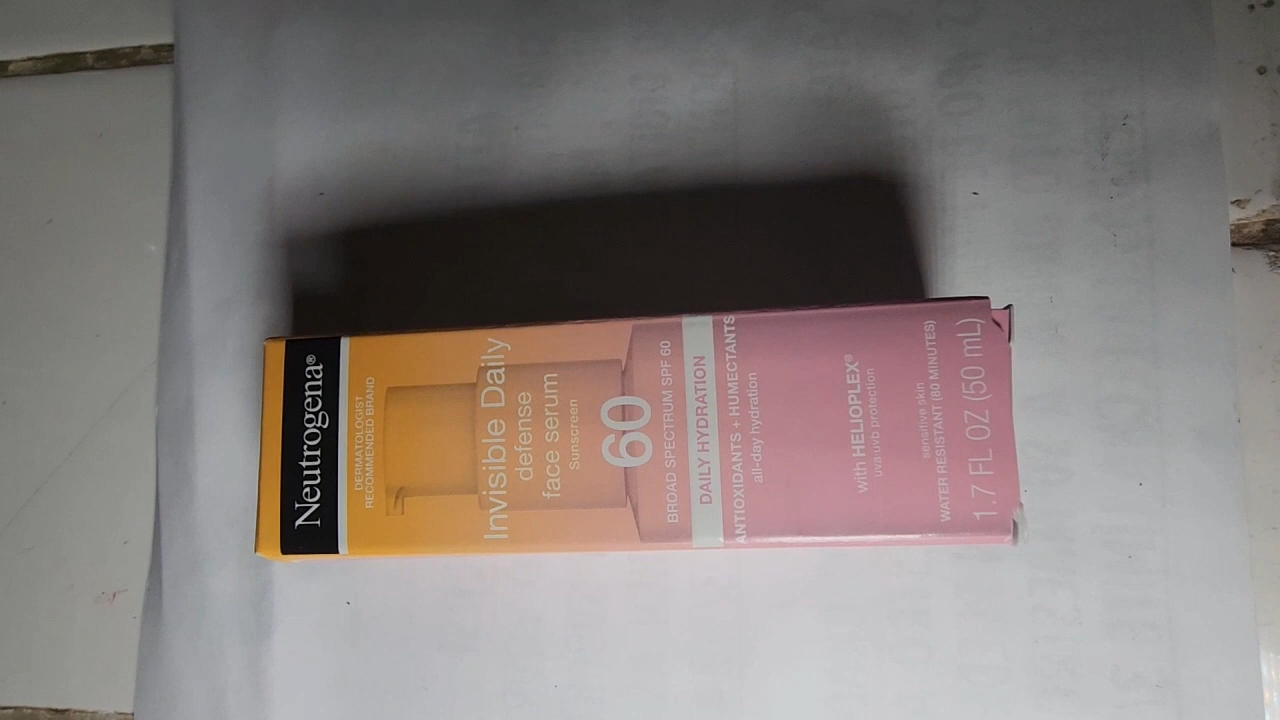 Neutrogena®
DERMATOLOGIST
RECOMMENDED BRAND
Invisible Daily
defense
face serum
Sunscreen
60
BROAD SPECTRUM SPF 60
DAILY HYDRATION
ANTIOXIDANTS + HUMECTANTS
all-day hydration
with HELIOPLEX®
uva·uvb protection
sensitive skin
WATER RESISTANT (80 MINUTES)
1.7 FL OZ (50 mL)